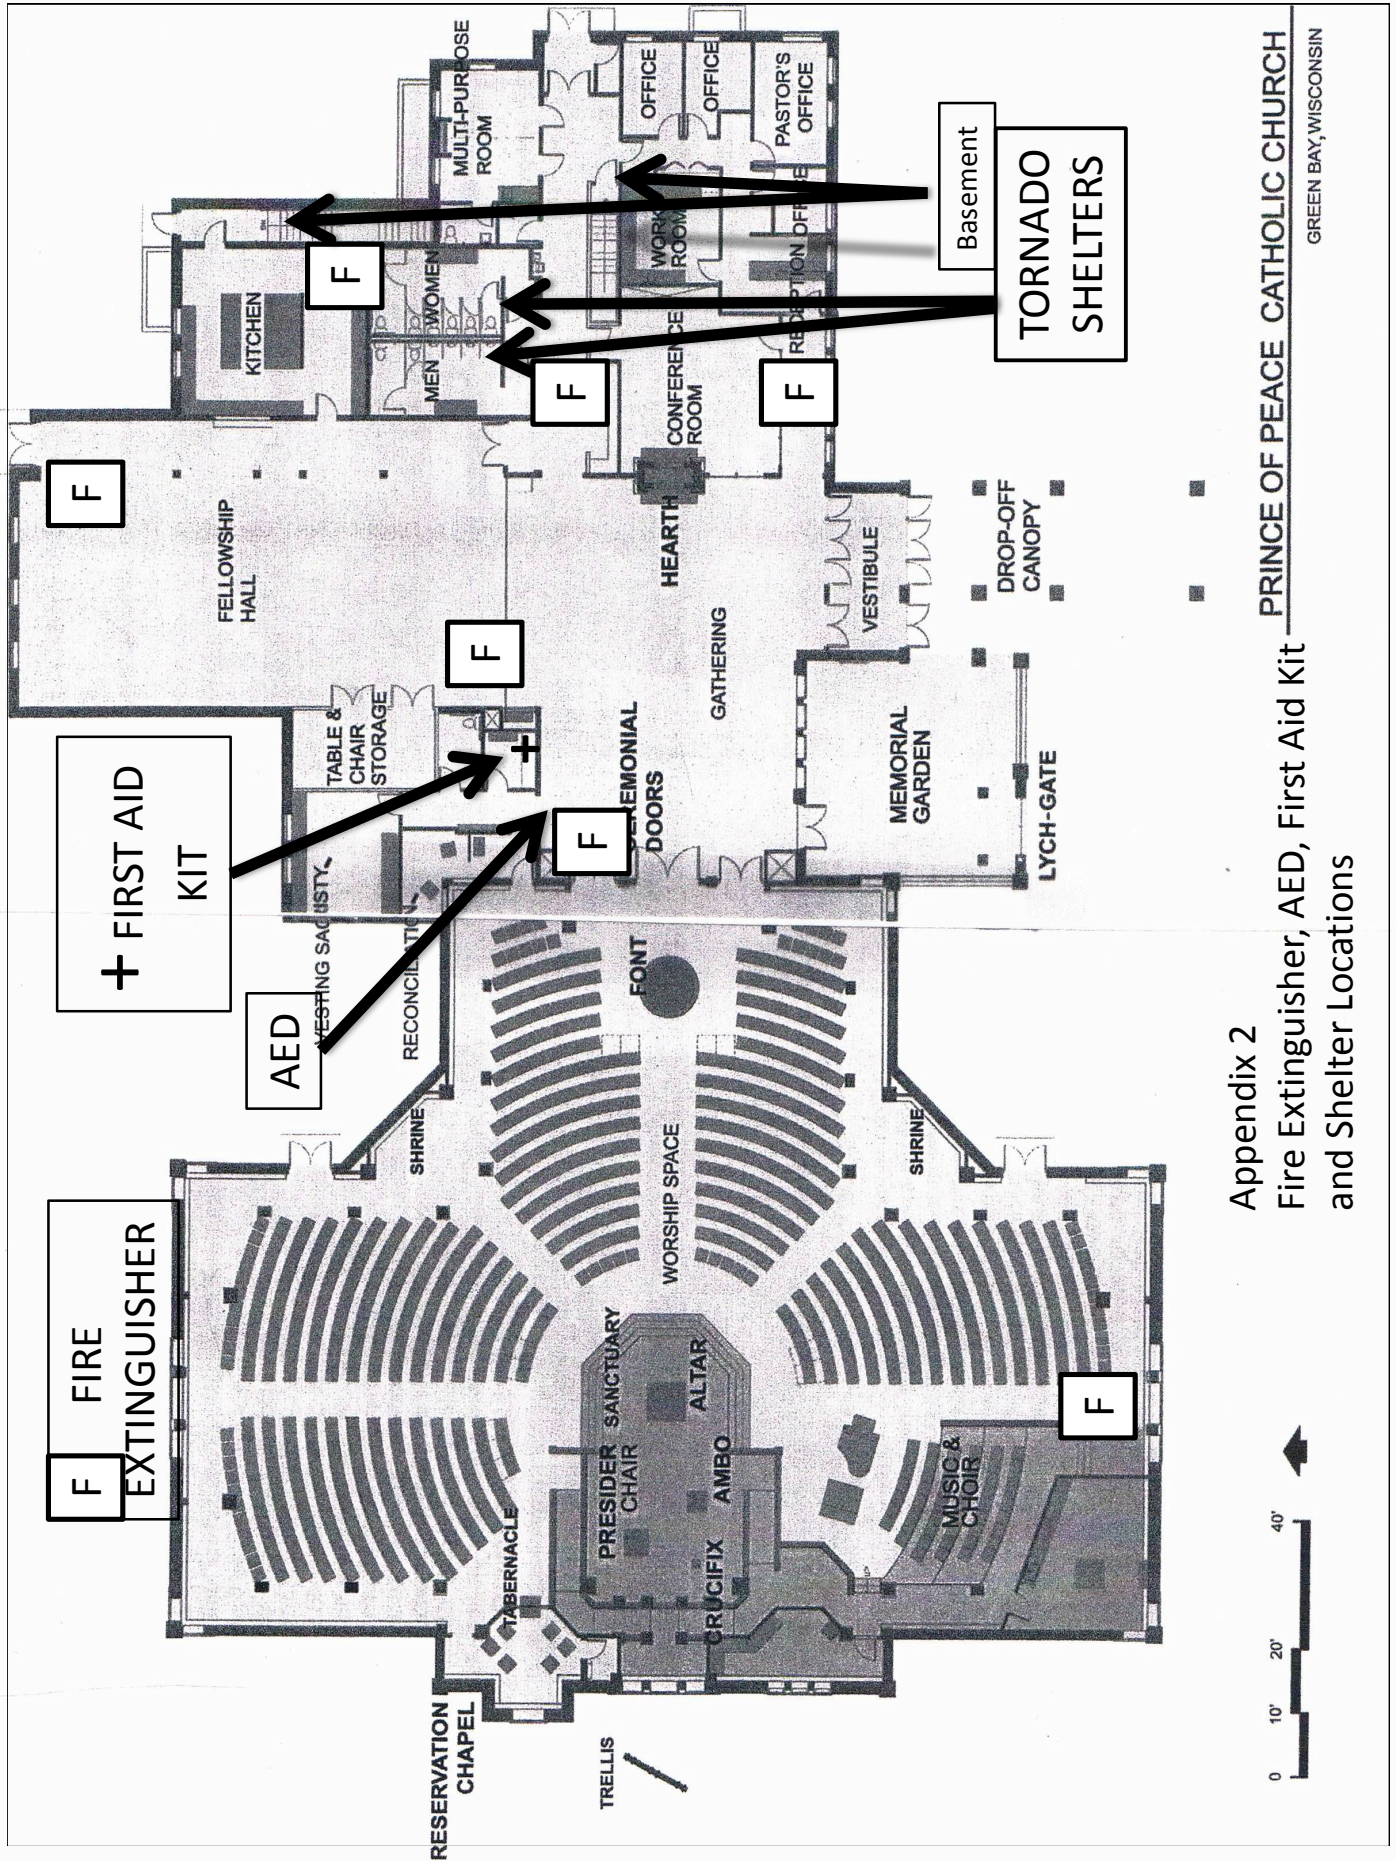 F FIRE
EXTINGUISHER
+ FIRST AID
KIT
AED
F
FELLOWSHIP
HALL
KITCHEN
F
MULTI-PURPOSE
ROOM
TABLE &
CHAIR
STORAGE
VESTING SACRISTY
RECONCILIATION
SHRINE
MEN
WOMEN
F
F
F
RESERVATION
CHAPEL
TABERNACLE
TRELLIS
PRESIDER
CHAIR
SANCTUARY
ALTAR
AMBO
CRUCIFIX
WORSHIP SPACE
FONT
CEREMONIAL
DOORS
GATHERING
HEARTH
CONFERENCE
ROOM
WORK
ROOM
OFFICE
OFFICE
PASTOR'S
OFFICE
RECEPTION OFFICE
F
VESTIBULE
MEMORIAL
GARDEN
LYCH-GATE
DROP-OFF
CANOPY
SHRINE
MUSIC &
CHOIR
F
Basement
TORNADO
SHELTERS
0 10' 20' 40'
Appendix 2
Fire Extinguisher, AED, First Aid Kit
and Shelter Locations
PRINCE OF PEACE CATHOLIC CHURCH
GREEN BAY, WISCONSIN